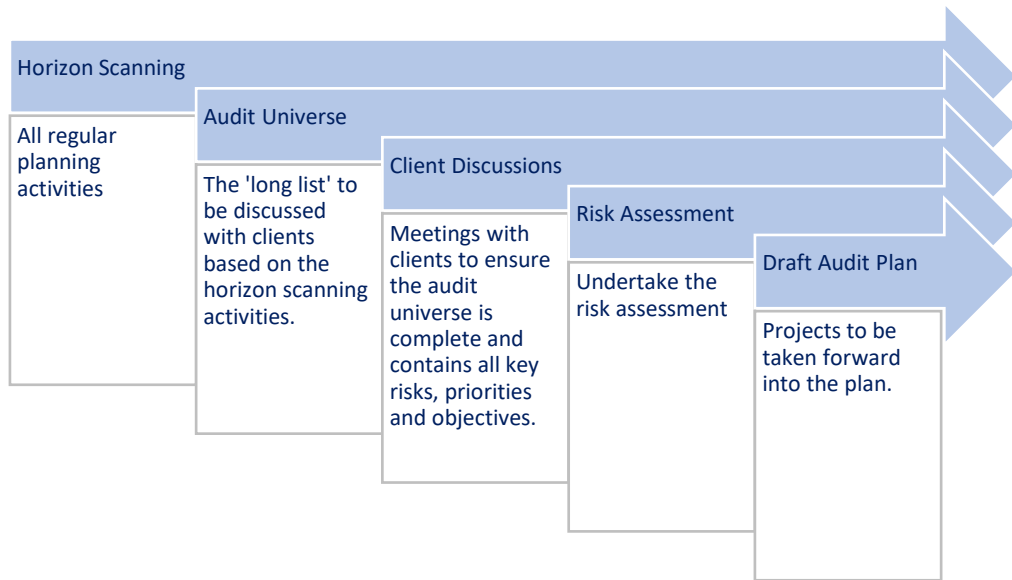 Horizon Scanning
All regular
planning
activities
Audit Universe
The 'long list' to
be discussed
with clients
based on the
horizon scanning
activities.
Client Discussions
Meetings with
clients to ensure
the audit
universe is
complete and
contains all key
risks, priorities
and objectives.
Risk Assessment
Undertake the
risk assessment
Draft Audit Plan
Projects to be
taken forward
into the plan.